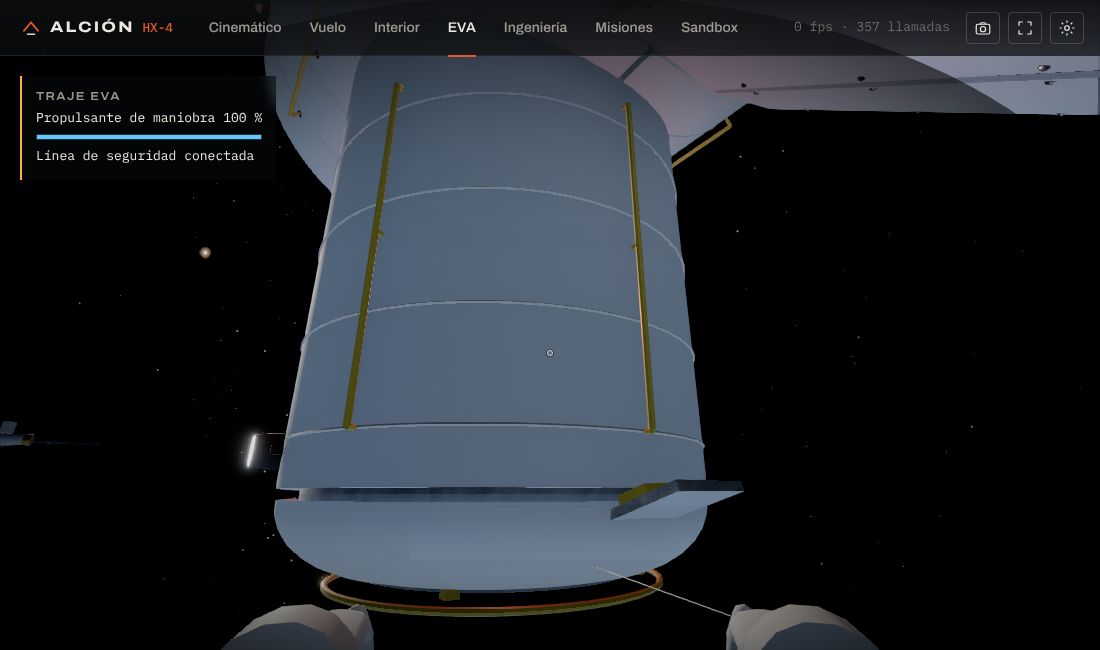 ALCIÓN HX-4 Cinemático Vuelo Interior EVA Ingeniería Misiones Sandbox 0 fps · 357 llamadas
TRAJE EVA
Propulsante de maniobra 100 %
Línea de seguridad conectada